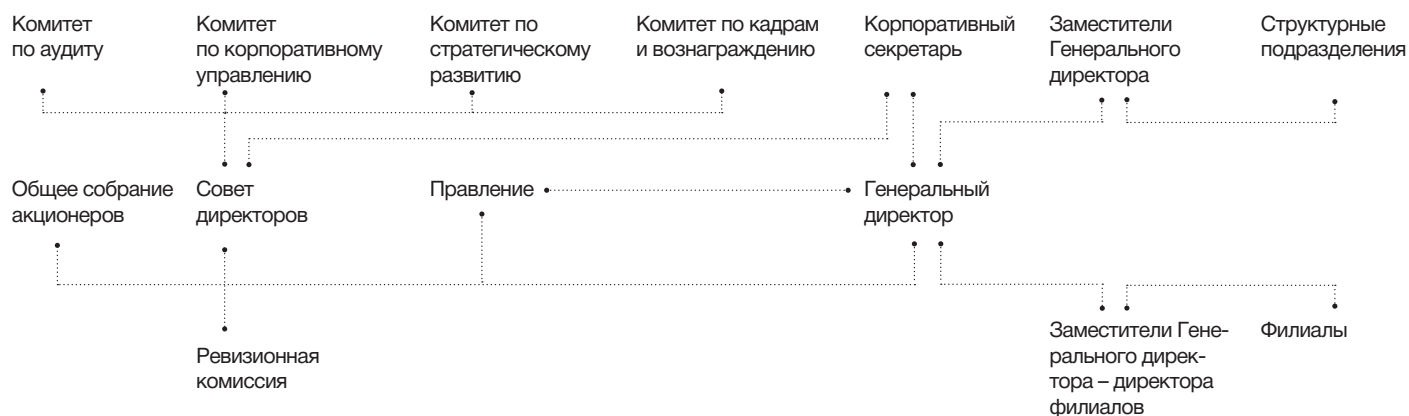 Комитет
по аудиту
Комитет
по корпоративному
управлению
Комитет по
стратегическому
развитию
Комитет по кадрам
и вознаграждению
Корпоративный
секретарь
Заместители
Генерального
директора
Структурные
подразделения
Общее собрание
акционеров
Совет
директоров
Правление
Генеральный
директор
Ревизионная
комиссия
Заместители Гене-
рального дирек-
тора – директора
филиалов
Филиалы